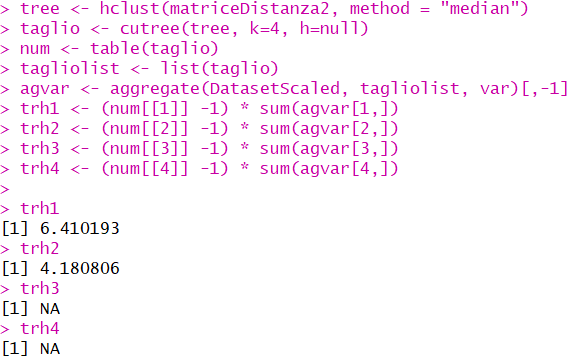 > tree <- hclust(matriceDistanza2, method = "median")
> taglio <- cutree(tree, k=4, h=null)
> num <- table(taglio)
> tagliolist <- list(taglio)
> agvar <- aggregate(DatasetScaled, tagliolist, var)[,-1]
> trh1 <- (num[[1]] -1) * sum(agvar[1,])
> trh2 <- (num[[2]] -1) * sum(agvar[2,])
> trh3 <- (num[[3]] -1) * sum(agvar[3,])
> trh4 <- (num[[4]] -1) * sum(agvar[4,])
>
> trh1
[1] 6.410193
> trh2
[1] 4.180806
> trh3
[1] NA
> trh4
[1] NA